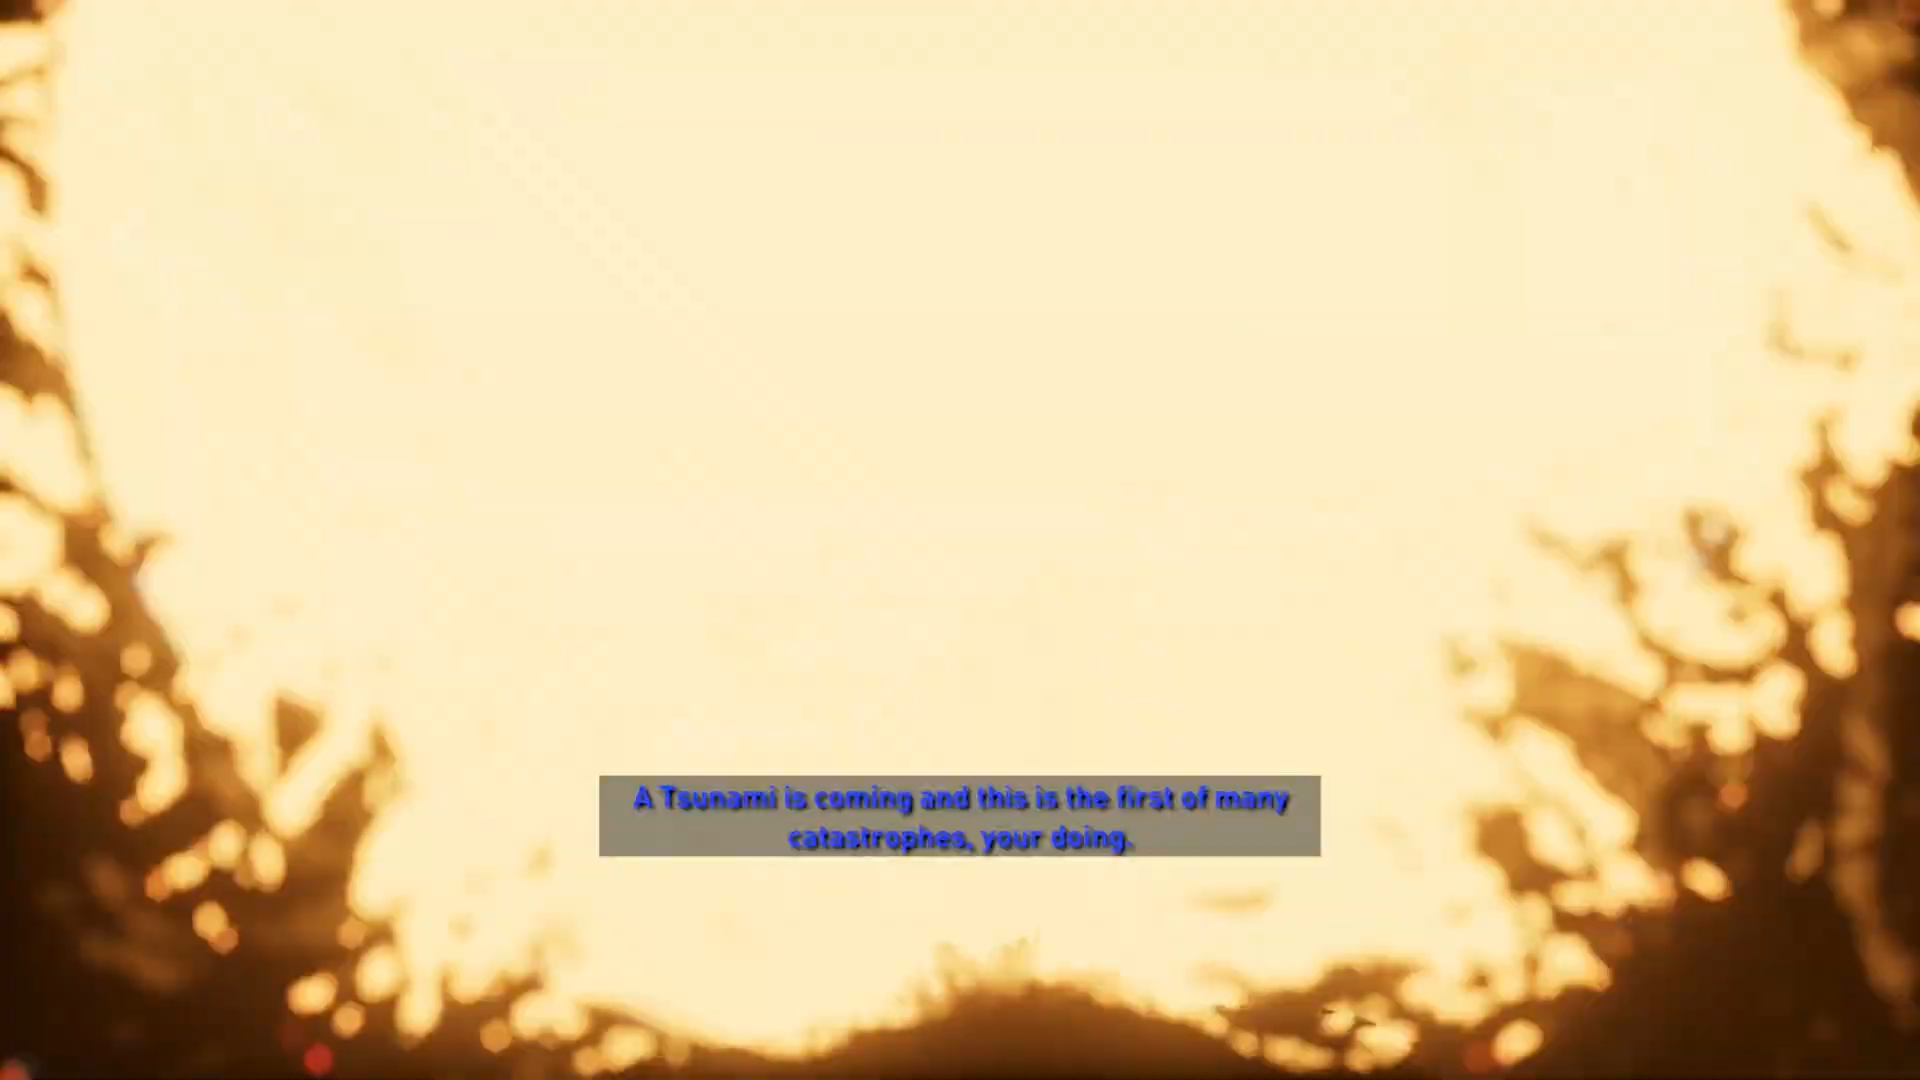 A Tsunami is coming and this is the first of many
catastrophes, your doing.